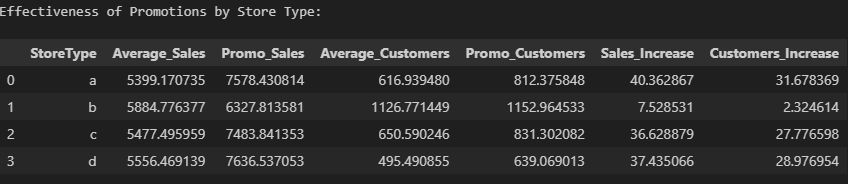 Effectiveness of Promotions by Store Type:
StoreType Average_Sales Promo_Sales Average_Customers Promo_Customers Sales_Increase Customers_Increase
0 a 5399.170735 7578.430814 616.939480 812.375848 40.362867 31.678369
1 b 5884.776377 6327.813581 1126.771449 1152.964533 7.528531 2.324614
2 c 5477.495959 7483.841353 650.590246 831.302082 36.628879 27.776598
3 d 5556.469139 7636.537053 495.490855 639.069013 37.435066 28.976954